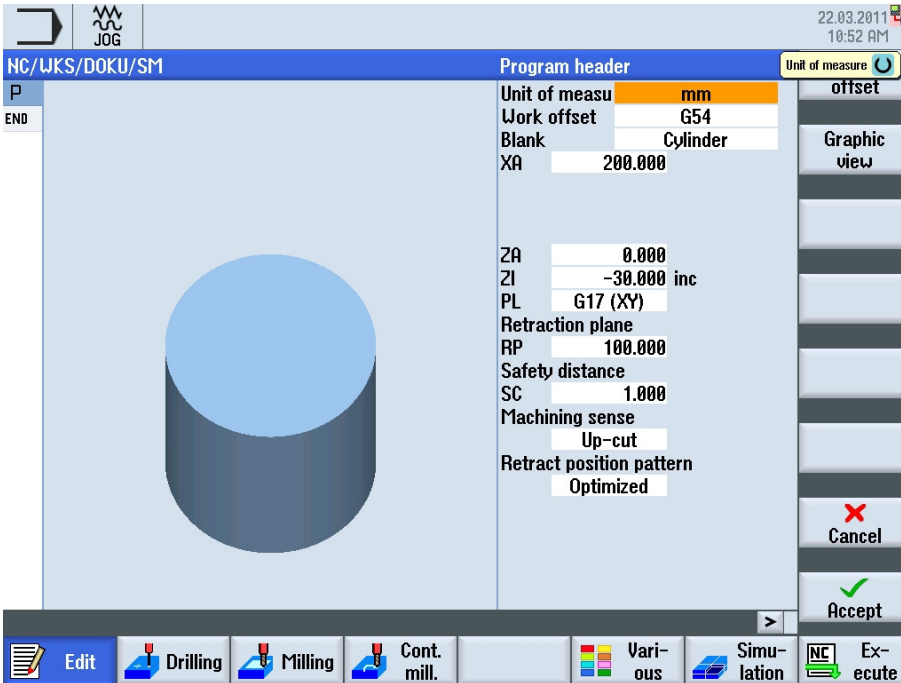 22.03.2011
JOG
10:52 AM
NC/WKS/DOKU/SM
Program header
Unit of measure
P
Unit of measu mm
offset
END
Work offset G54
Blank Cylinder
Graphic
view
XA 200.000
ZA 0.000
ZI -30.000 inc
PL G17 (XY)
Retraction plane
RP 100.000
Safety distance
SC 1.000
Machining sense
Up-cut
Retract position pattern
Optimized
Cancel
Accept
>
Edit
Drilling
Milling
Cont.
mill.
Vari-
ous
Simu-
lation
NC
Ex-
ecute